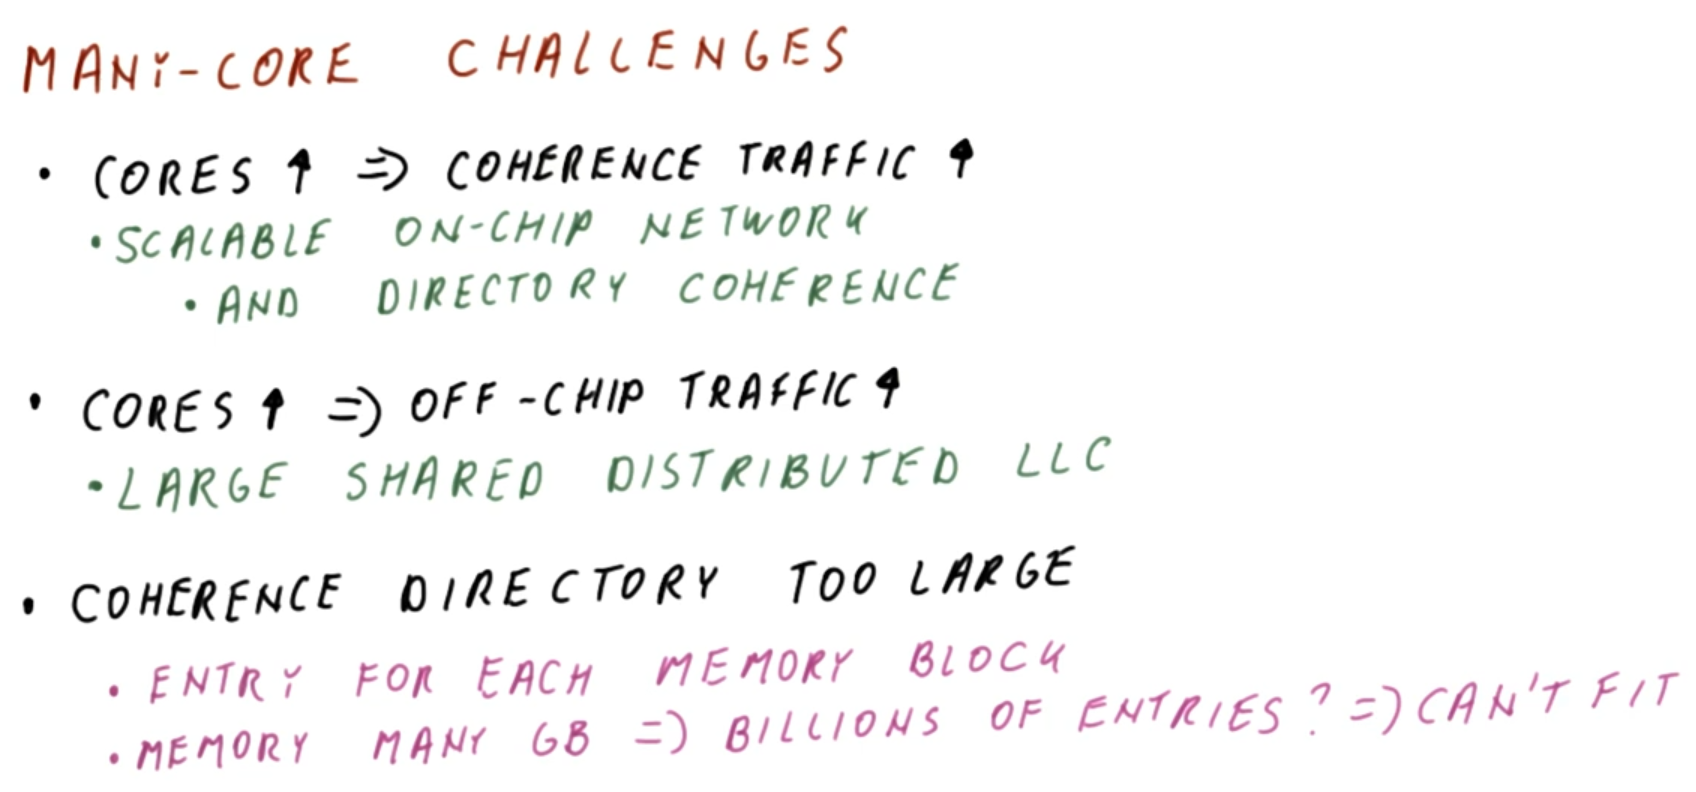 MANY-CORE CHALLENGES
• CORES ↑ => COHERENCE TRAFFIC ↑
• SCALABLE ON-CHIP NETWORK
• AND DIRECTORY COHERENCE
• CORES ↑ => OFF-CHIP TRAFFIC ↑
• LARGE SHARED DISTRIBUTED LLC
• COHERENCE DIRECTORY TOO LARGE
• ENTRY FOR EACH MEMORY BLOCK
• MEMORY MANY GB => BILLIONS OF ENTRIES? => CAN'T FIT